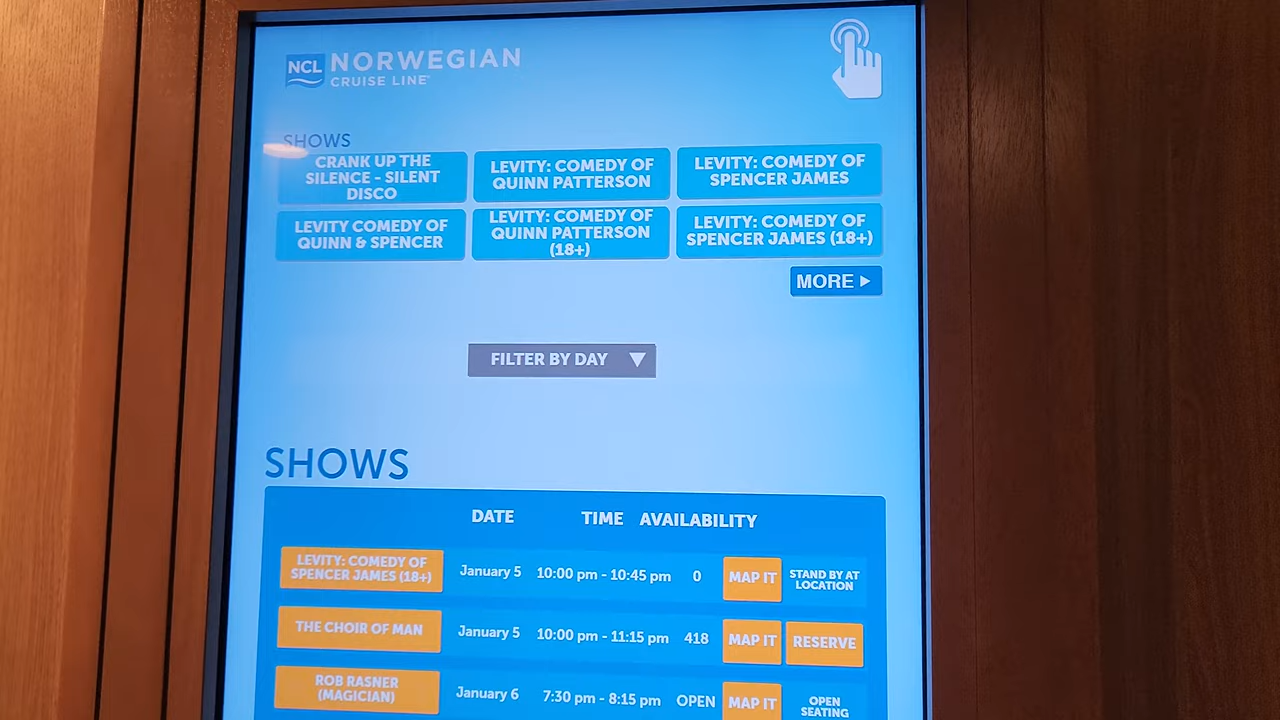 NCL NORWEGIAN
CRUISE LINE
SHOWS
CRANK UP THE
SILENCE - SILENT
DISCO
LEVITY: COMEDY OF
QUINN PATTERSON
LEVITY: COMEDY OF
SPENCER JAMES
LEVITY COMEDY OF
QUINN & SPENCER
LEVITY: COMEDY OF
QUINN PATTERSON
(18+)
LEVITY: COMEDY OF
SPENCER JAMES (18+)
MORE
FILTER BY DAY
SHOWS
DATE TIME AVAILABILITY
LEVITY: COMEDY OF
SPENCER JAMES (18+)
January 5 10:00 pm - 10:45 pm 0 MAP IT
STAND BY AT
LOCATION
THE CHOIR OF MAN January 5 10:00 pm - 11:15 pm 418 MAP IT RESERVE
ROB RASNER
(MAGICIAN)
January 6 7:30 pm - 8:15 pm OPEN MAP IT
OPEN
SEATING